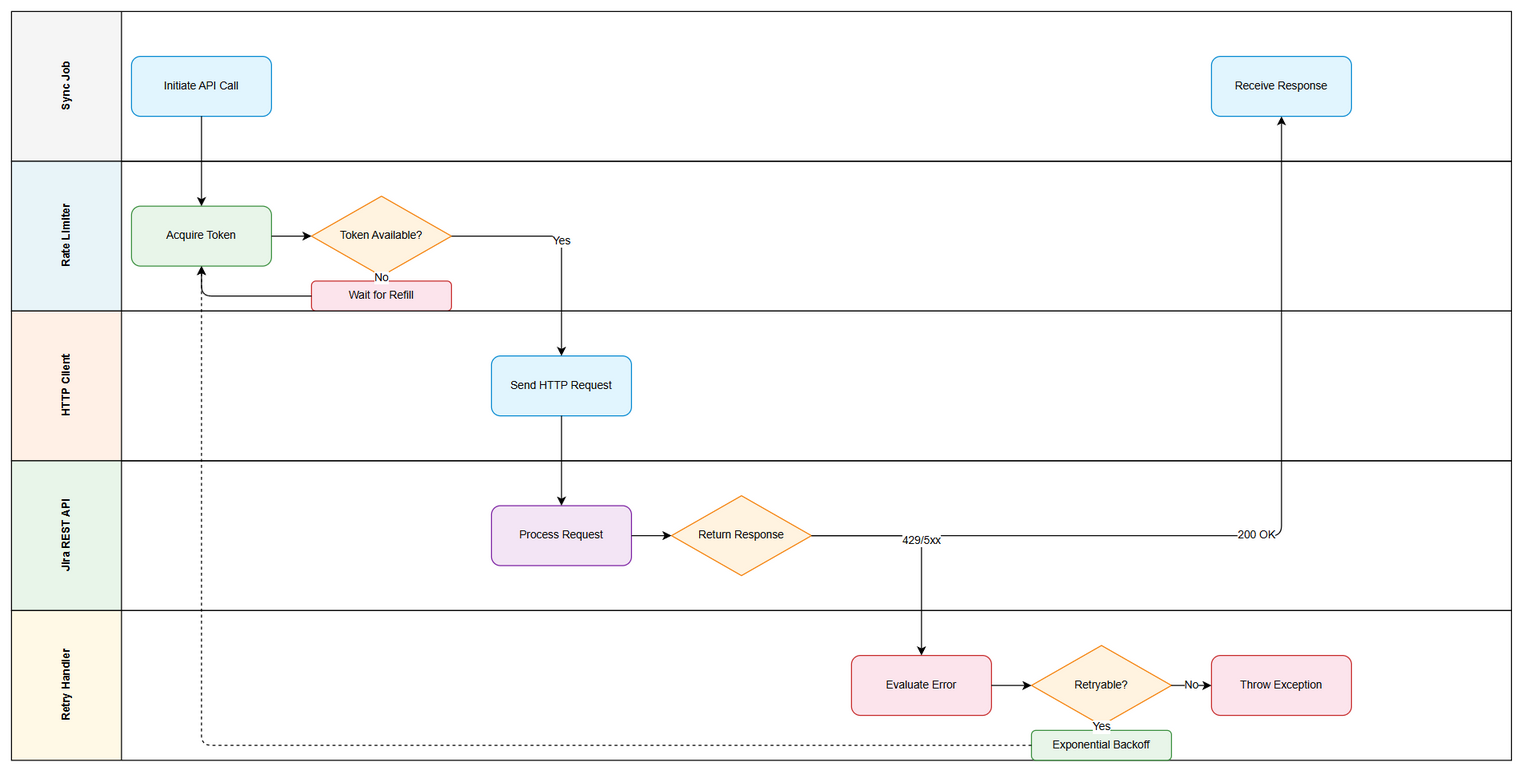 Sync Job
Initiate API Call
Receive Response
Rate Limiter
Acquire Token
Token Available?
Yes
No
Wait for Refill
HTTP Client
Send HTTP Request
Jira REST API
Process Request
Return Response
429/5xx
200 OK
Retry Handler
Evaluate Error
Retryable?
No
Throw Exception
Yes
Exponential Backoff